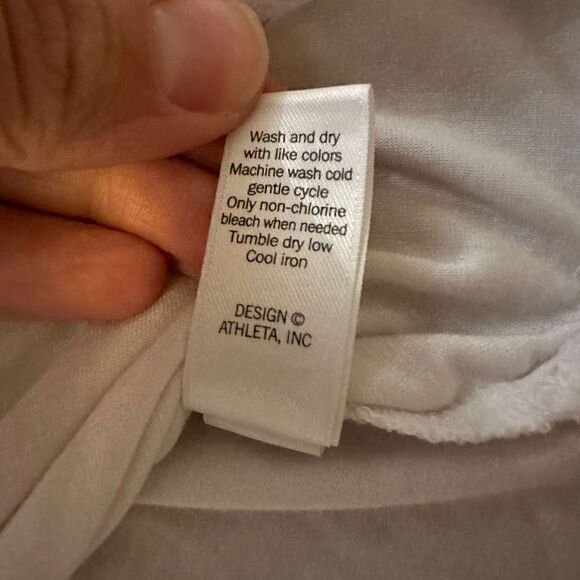 Wash and dry
with like colors
Machine wash cold
gentle cycle
Only non-chlorine
bleach when needed
Tumble dry low
Cool iron
DESIGN ©
ATHLETA, INC